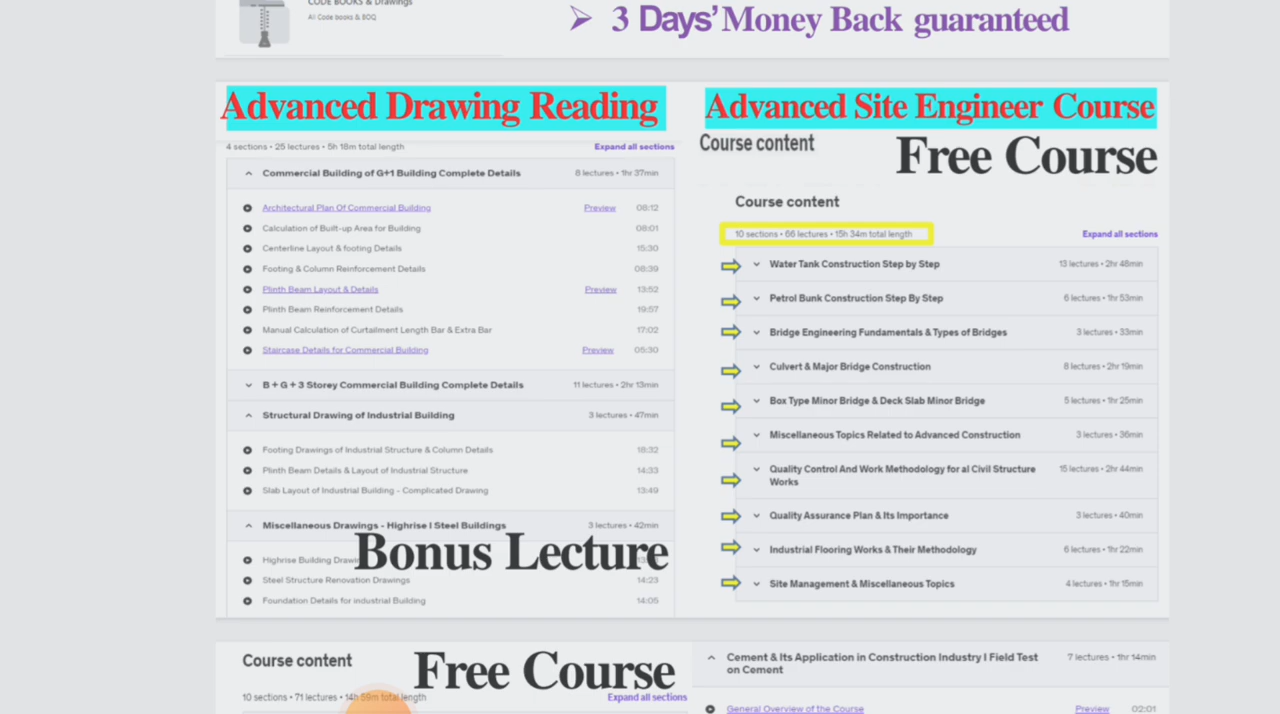 CODE BOOKS & Drawings
All Code books & BOQ
➢ 3 Days’ Money Back guaranteed
Advanced Drawing Reading
4 sections • 25 lectures • 5h 18m total length
Expand all sections
Commercial Building of G+1 Building Complete Details
8 lectures • 1hr 37min
Architectural Plan Of Commercial Building
Preview
08:12
Calculation of Built-up Area for Building
08:01
Centerline Layout & footing Details
15:30
Footing & Column Reinforcement Details
08:39
Plinth Beam Layout & Details
Preview
13:52
Plinth Beam Reinforcement Details
19:57
Manual Calculation of Curtailment Length Bar & Extra Bar
17:02
Staircase Details for Commercial Building
Preview
05:30
B + G + 3 Storey Commercial Building Complete Details
11 lectures • 2hr 13min
Structural Drawing of Industrial Building
3 lectures • 47min
Footing Drawings of Industrial Structure & Column Details
18:32
Plinth Beam Details & Layout of Industrial Structure
14:33
Slab Layout of Industrial Building - Complicated Drawing
13:49
Miscellaneous Drawings - Highrise I Steel Buildings
3 lectures • 42min
Bonus Lecture
Highrise Building
Steel Structure Renovation Drawings
14:23
Foundation Details for industrial Building
14:05
Advanced Site Engineer Course
Course content
Free Course
Course content
10 sections • 66 lectures • 15h 34m total length
Expand all sections
Water Tank Construction Step by Step
13 lectures • 2hr 48min
Petrol Bunk Construction Step By Step
6 lectures • 1hr 53min
Bridge Engineering Fundamentals & Types of Bridges
3 lectures • 33min
Culvert & Major Bridge Construction
8 lectures • 2hr 19min
Box Type Minor Bridge & Deck Slab Minor Bridge
5 lectures • 1hr 25min
Miscellaneous Topics Related to Advanced Construction
3 lectures • 36min
Quality Control And Work Methodology for al Civil Structure
Works
15 lectures • 2hr 44min
Quality Assurance Plan & Its Importance
3 lectures • 40min
Industrial Flooring Works & Their Methodology
6 lectures • 1hr 22min
Site Management & Miscellaneous Topics
4 lectures • 1hr 15min
Course content
Free Course
10 sections • 71 lectures • 14h 59m total length
Expand all sections
Cement & Its Application in Construction Industry I Field Test
on Cement
7 lectures • 1hr 14min
General Overview of the Course
Preview
02:01